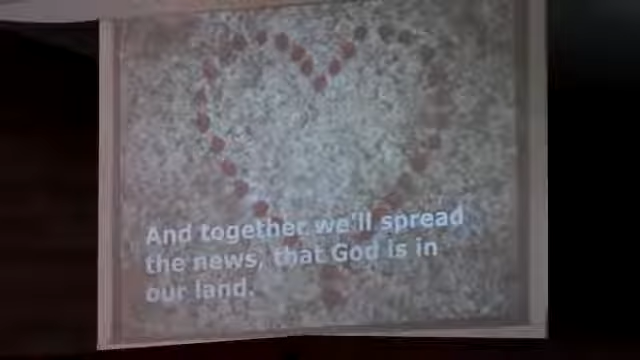 And together we'll spread
the news, that God is in
our land.